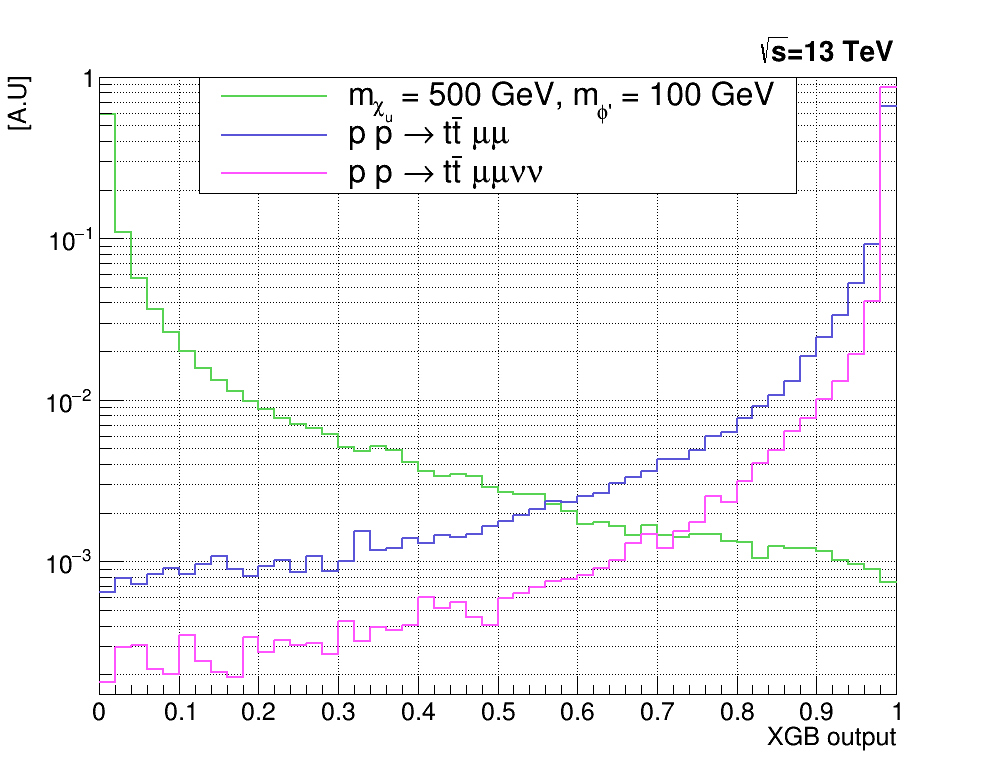 √s=13 TeV
[A.U]
m_χ_u = 500 GeV, m_ϕ' = 100 GeV
p p → tt̄ μμ
p p → tt̄ μμνν
1
10⁻¹
10⁻²
10⁻³
0 0.1 0.2 0.3 0.4 0.5 0.6 0.7 0.8 0.9 1
XGB output